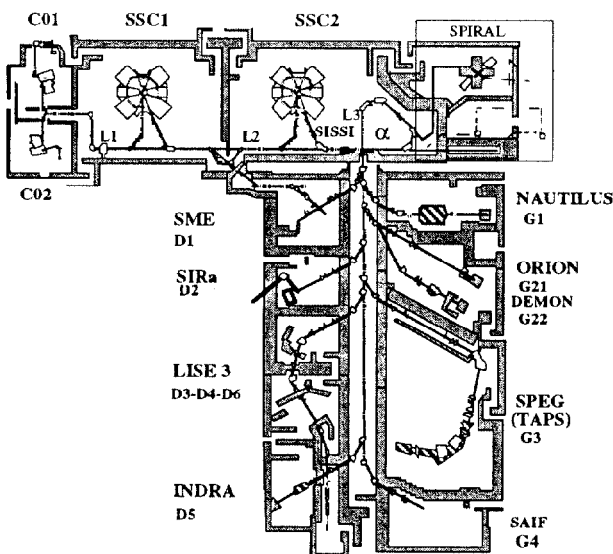 C01
SSC1
SSC2
SPIRAL
L1
L2
L3
SISSI
α
C02
SME
D1
SIRa
D2
LISE 3
D3-D4-D6
INDRA
D5
NAUTILUS
G1
ORION
G21
DEMON
G22
SPEG
(TAPS)
G3
SAIF
G4